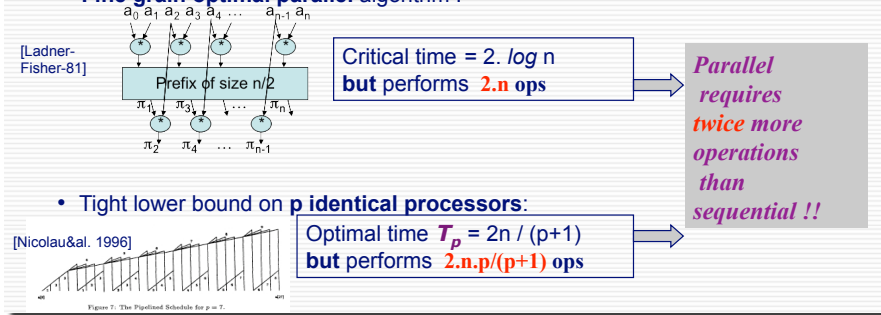 Fine grain optimal parallel algorithm :
a0 a1 a2 a3 a4 ... an-1 an
[Ladner-
Fisher-81]
* * * *
Prefix of size n/2
π1 π3 ... πn
* * *
π2 π4 ... πn-1
Critical time = 2. log n
but performs 2.n ops
Parallel
requires
twice more
operations
than
sequential !!
• Tight lower bound on p identical processors:
[Nicolau&al. 1996]
Figure 7: The Pipelined Schedule for p = 7.
Optimal time Tp = 2n / (p+1)
but performs 2.n.p/(p+1) ops